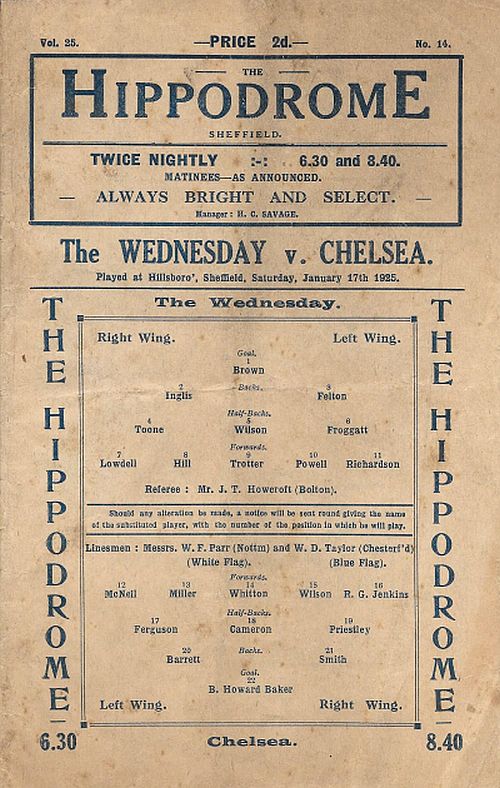 Vol. 25. —PRICE 2d.— No. 14.
THE
HIPPODROME
SHEFFIELD.
TWICE NIGHTLY :-: 6.30 and 8.40.
MATINEES—AS ANNOUNCED.
— ALWAYS BRIGHT AND SELECT. —
Manager : H. C. SAVAGE.
The WEDNESDAY v. CHELSEA.
Played at Hillsboro', Sheffield, Saturday, January 17th 1925.
THE HIPPODROME
6.30
The Wednesday.
Right Wing. Left Wing.
Goal.
1
Brown
2 Backs. 3
Inglis Felton
Half-Backs.
4 5 6
Toone Wilson Froggatt
Forwards.
7 8 9 10 11
Lowdell Hill Trotter Powell Richardson
Referee : Mr. J. T. Howcroft (Bolton).
Should any alteration be made, a notice will be sent round giving the name
of the substituted player, with the number of the position in which he will play.
Linesmen : Messrs. W. F. Parr (Nottm) and W. D. Taylor (Chesterf'd)
(White Flag). (Blue Flag).
Forwards.
12 13 14 15 16
McNeil Miller Whitton Wilson R. G. Jenkins
Half-Backs.
17 18 19
Ferguson Cameron Priestley
20 Backs. 21
Barrett Smith
Goal.
22
B. Howard Baker
Left Wing. Right Wing.
Chelsea.
THE HIPPODROME
8.40